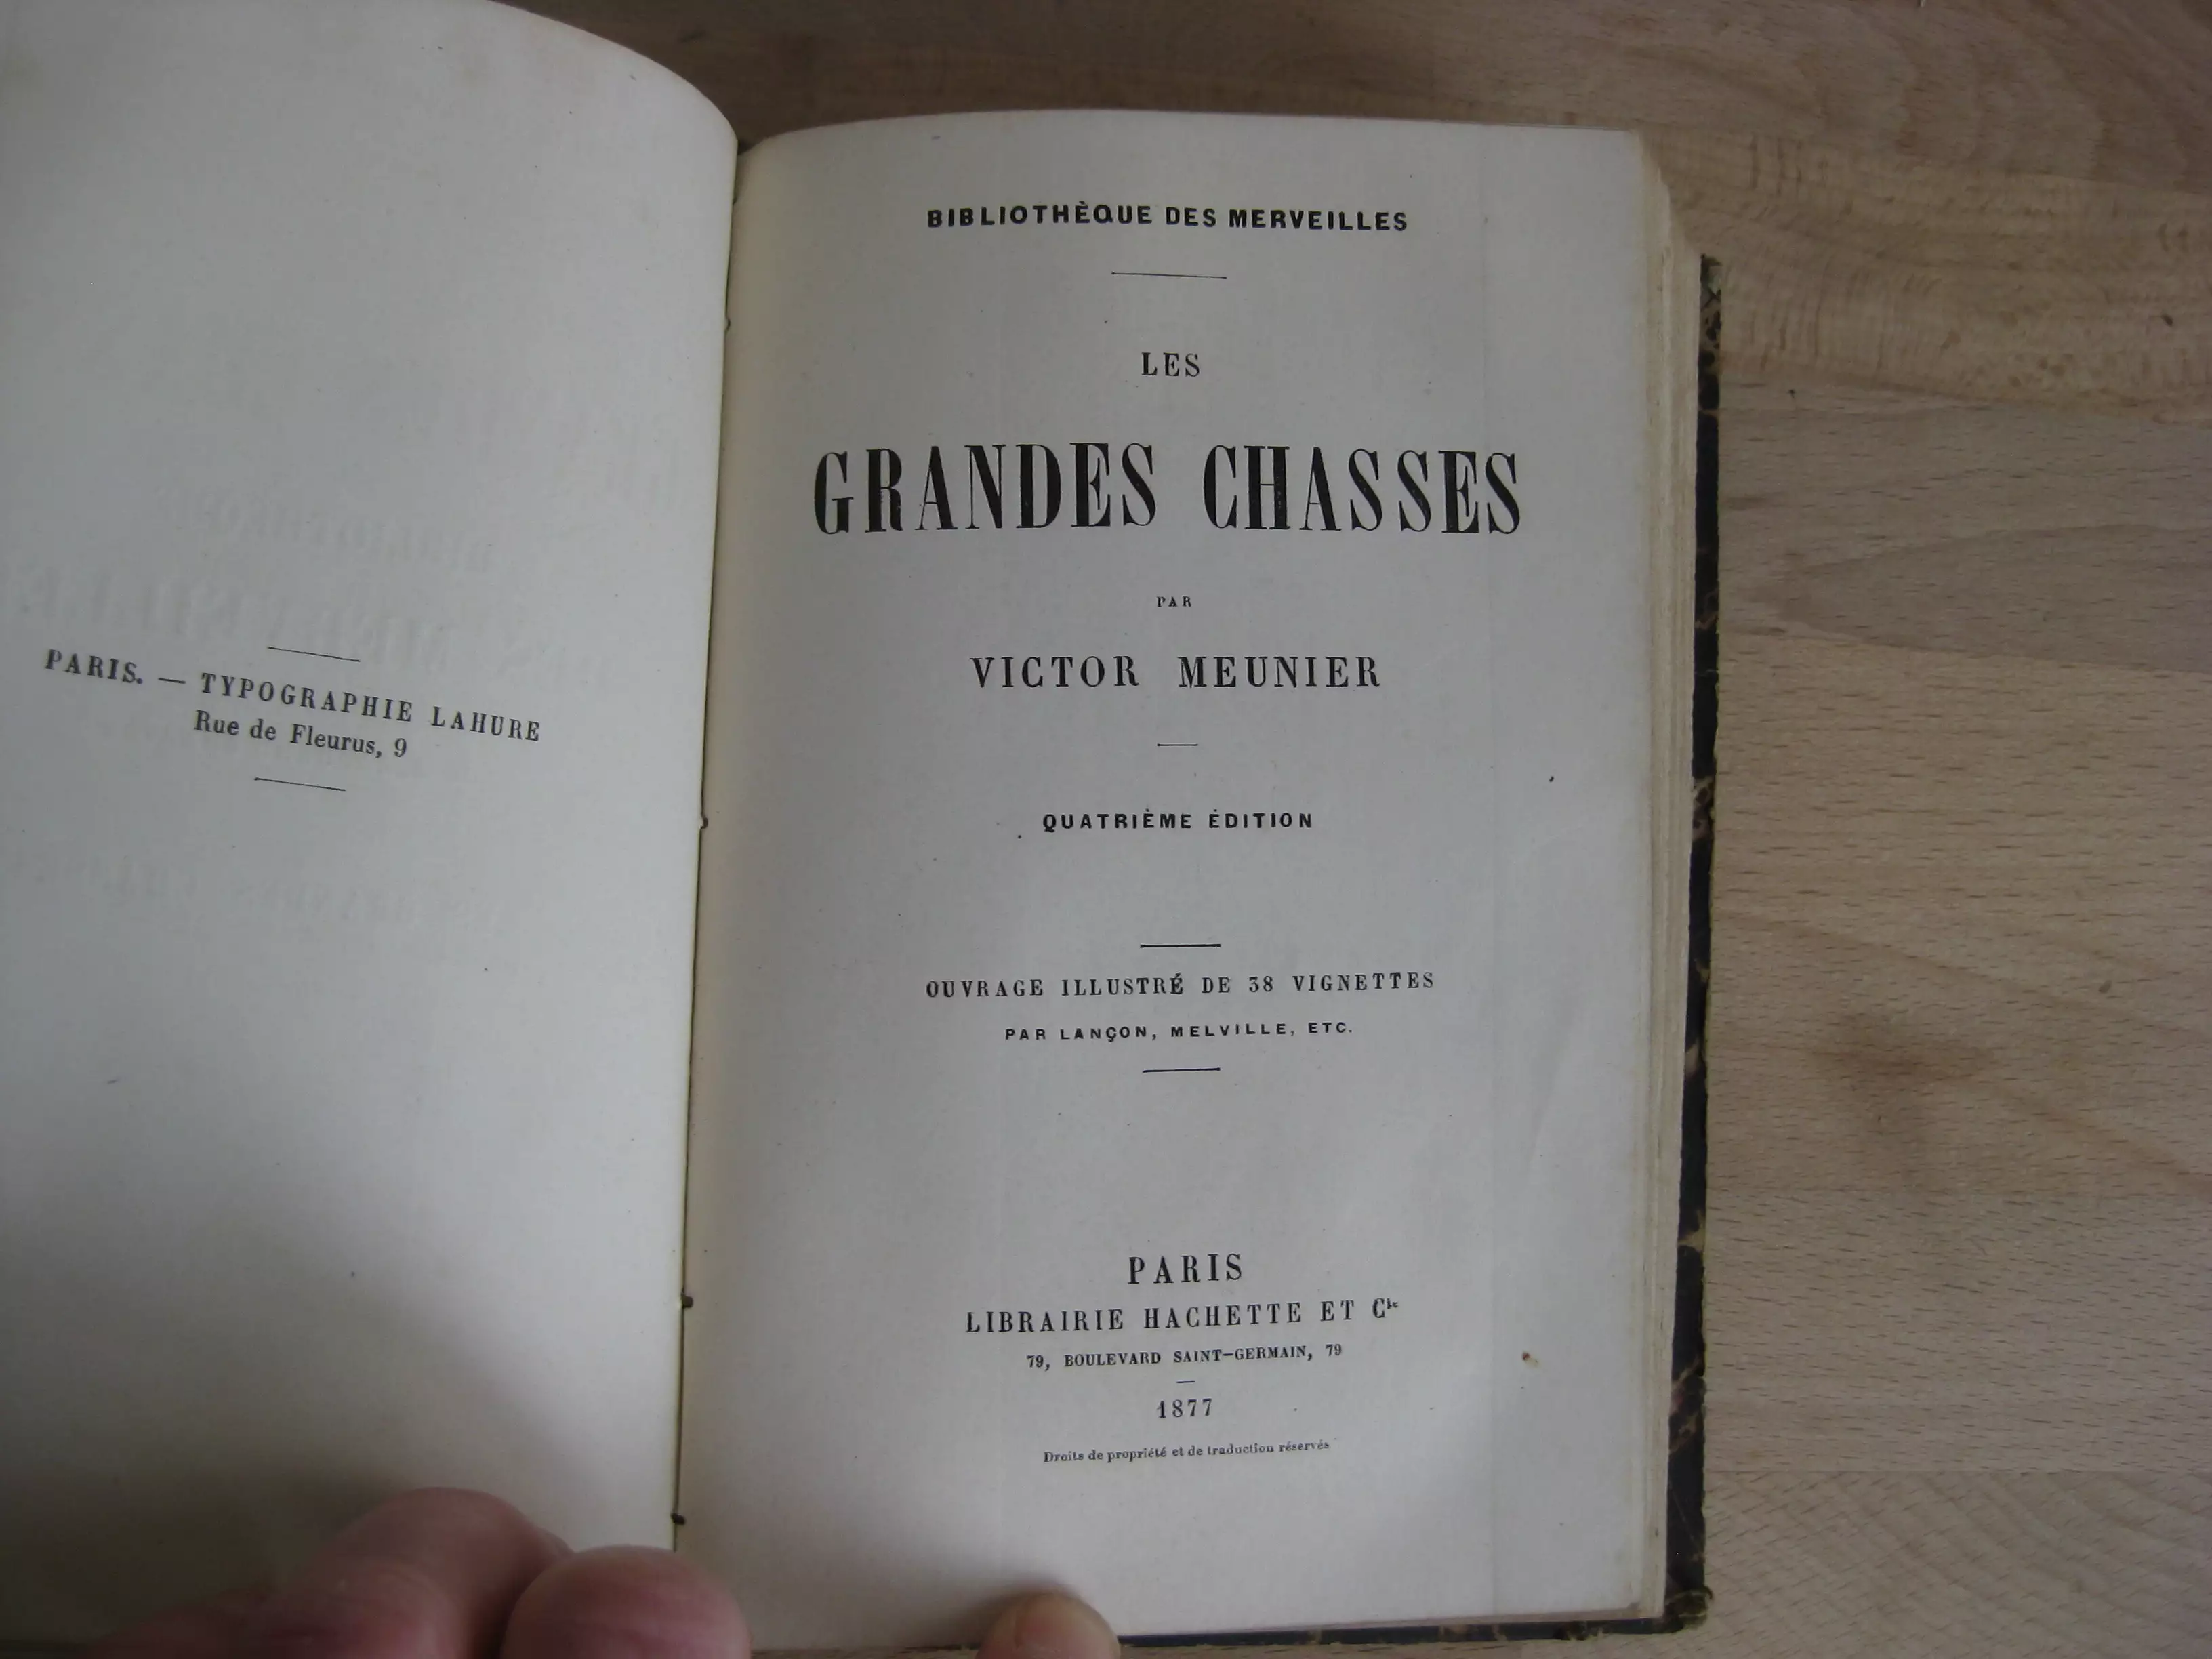 PARIS. — TYPOGRAPHIE LAHURE
Rue de Fleurus, 9
BIBLIOTHÈQUE DES MERVEILLES
LES
GRANDES CHASSES
PAR
VICTOR MEUNIER
QUATRIÈME ÉDITION
OUVRAGE ILLUSTRÉ DE 38 VIGNETTES
PAR LANÇON, MELVILLE, ETC.
PARIS
LIBRAIRIE HACHETTE ET Cie
79, BOULEVARD SAINT-GERMAIN, 79
1877
Droits de propriété et de traduction réservés